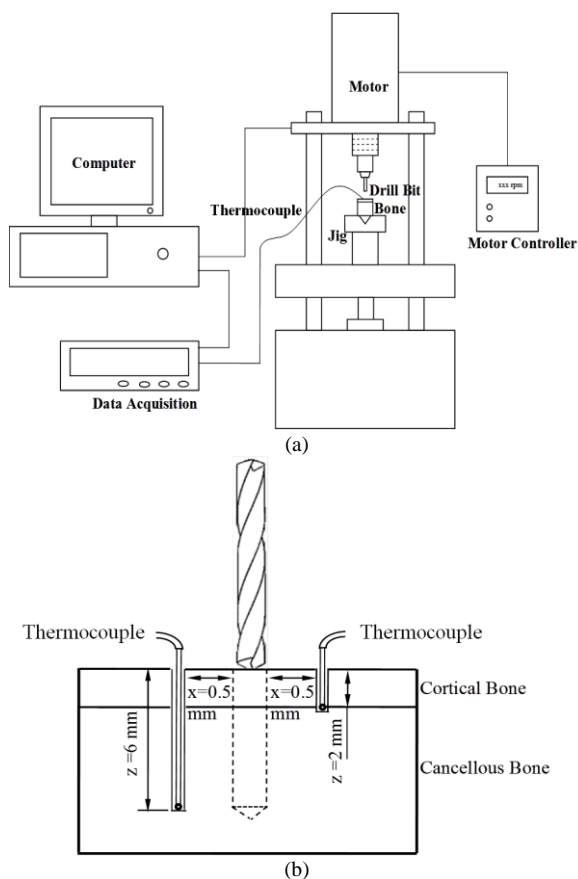 Motor
Computer
xxx rpm
Drill Bit
Thermocouple
Bone
Jig
Motor Controller
Data Acquisition
(a)
Thermocouple
Thermocouple
x=0.5
mm
x=0.5
mm
Cortical Bone
z =6 mm
z =2 mm
Cancellous Bone
(b)